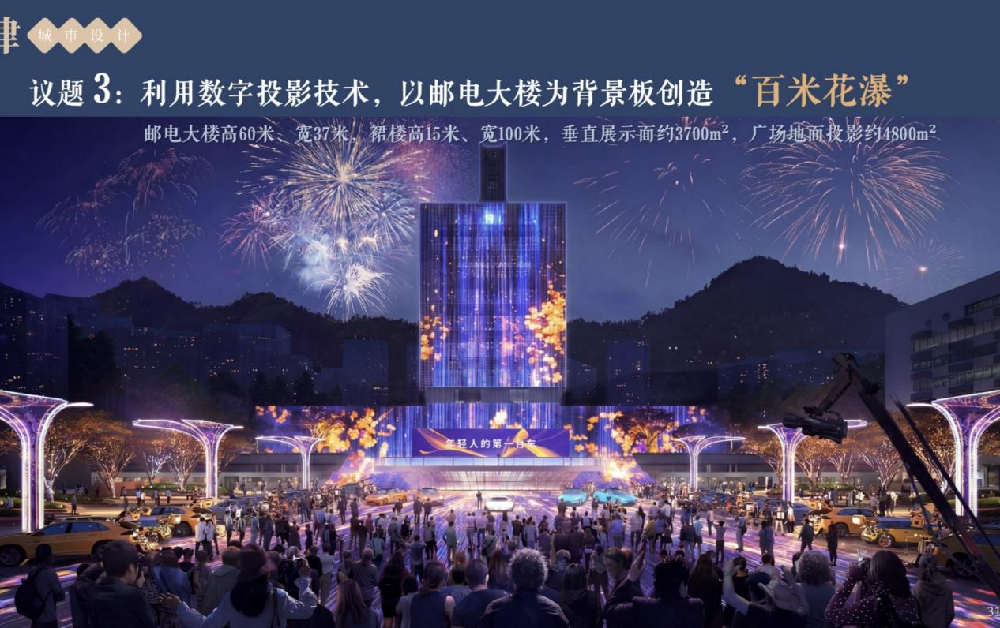 律 城市设计
议题 3：利用数字投影技术，以邮电大楼为背景板创造“百米花瀑”
邮电大楼高60米、宽37米，裙楼高15米、宽100米，垂直展示面约3700m²，广场地面投影约4800m²
年轻人的第一台车
31